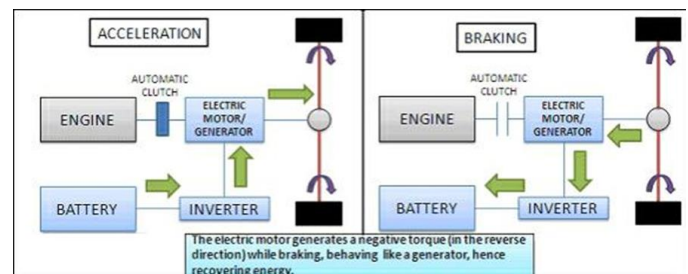 ACCELERATION
AUTOMATIC
CLUTCH
ENGINE
ELECTRIC
MOTOR/
GENERATOR
BATTERY
INVERTER
BRAKING
AUTOMATIC
CLUTCH
ENGINE
ELECTRIC
MOTOR/
GENERATOR
BATTERY
INVERTER
The electric motor generates a negative torque (in the reverse
direction) while braking, behaving like a generator, hence
recovering energy.